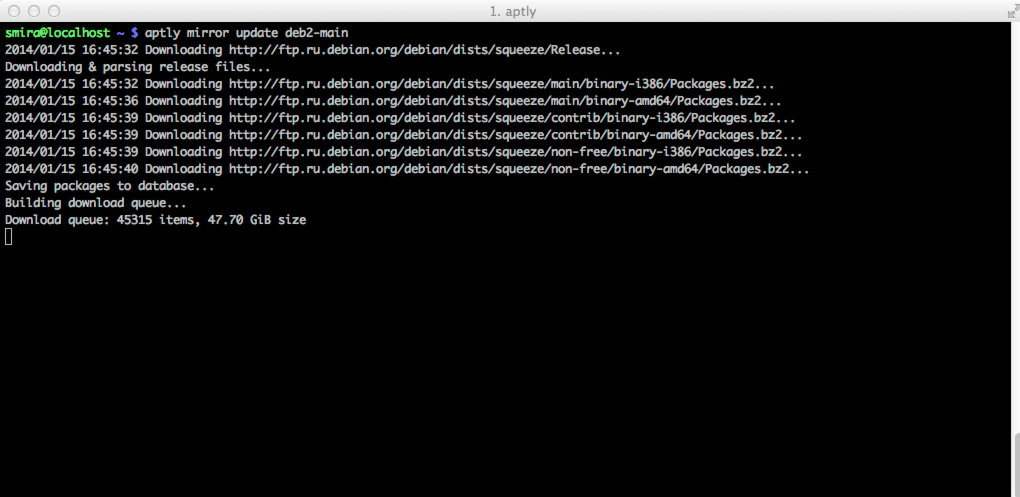 1. aptly
smira@localhost ~ $ aptly mirror update deb2-main
2014/01/15 16:45:32 Downloading http://ftp.ru.debian.org/debian/dists/squeeze/Release...
Downloading & parsing release files...
2014/01/15 16:45:32 Downloading http://ftp.ru.debian.org/debian/dists/squeeze/main/binary-i386/Packages.bz2...
2014/01/15 16:45:36 Downloading http://ftp.ru.debian.org/debian/dists/squeeze/main/binary-amd64/Packages.bz2...
2014/01/15 16:45:39 Downloading http://ftp.ru.debian.org/debian/dists/squeeze/contrib/binary-i386/Packages.bz2...
2014/01/15 16:45:39 Downloading http://ftp.ru.debian.org/debian/dists/squeeze/contrib/binary-amd64/Packages.bz2...
2014/01/15 16:45:39 Downloading http://ftp.ru.debian.org/debian/dists/squeeze/non-free/binary-i386/Packages.bz2...
2014/01/15 16:45:40 Downloading http://ftp.ru.debian.org/debian/dists/squeeze/non-free/binary-amd64/Packages.bz2...
Saving packages to database...
Building download queue...
Download queue: 45315 items, 47.70 GiB size